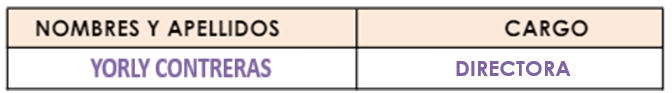 NOMBRES Y APELLIDOS CARGO
YORLY CONTRERAS DIRECTORA